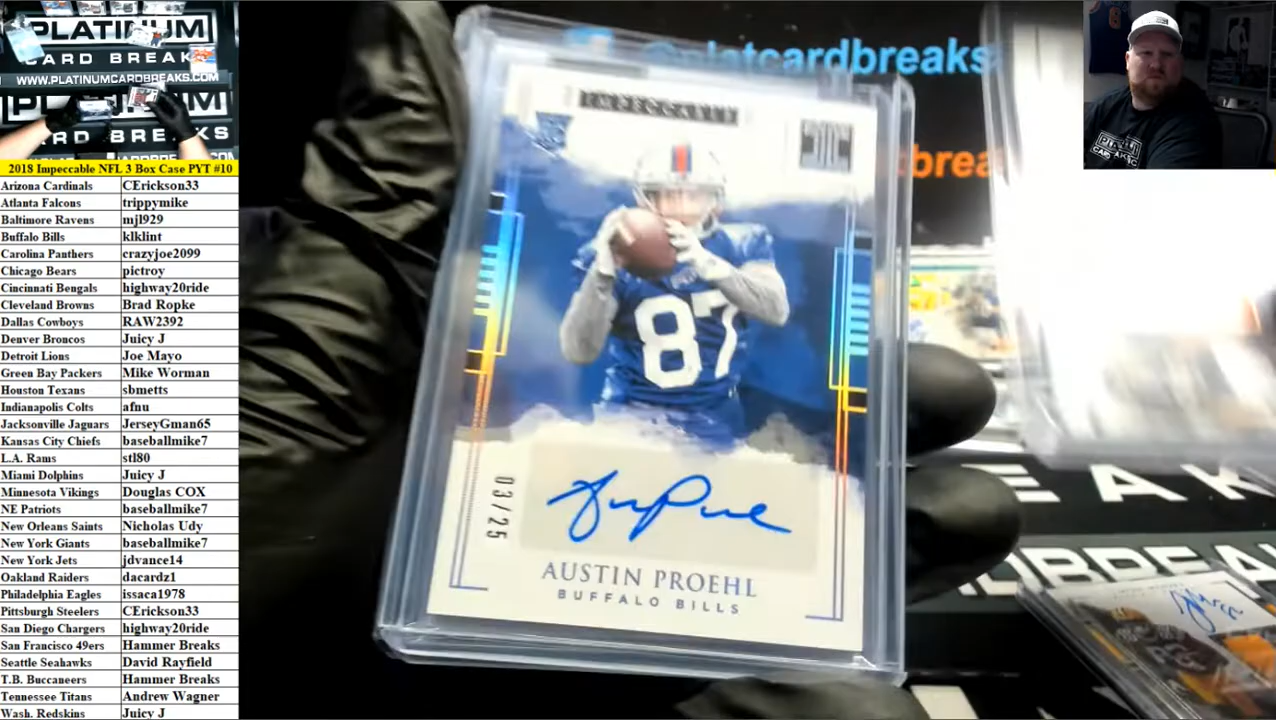 PLATINUM
CARD BREAKS
WWW.PLATINUMCARDBREAKS.COM
2018 Impeccable NFL 3 Box Case PYT #10
Arizona Cardinals CErickson33
Atlanta Falcons trippymike
Baltimore Ravens mjl929
Buffalo Bills klklint
Carolina Panthers crazyjoe2099
Chicago Bears pictroy
Cincinnati Bengals highway20ride
Cleveland Browns Brad Ropke
Dallas Cowboys RAW2392
Denver Broncos Juicy J
Detroit Lions Joe Mayo
Green Bay Packers Mike Worman
Houston Texans sbmetts
Indianapolis Colts afnu
Jacksonville Jagnars JerseyGman65
Kansas City Chiefs baseballmike7
L.A. Rams stl80
Miami Dolphins Juicy J
Minnesota Vikings Douglas COX
NE Patriots baseballmike7
New Orleans Saints Nicholas Udy
New York Giants baseballmike7
New York Jets jdvance14
Oakland Raiders dacardz1
Philadelphia Eagles issaca1978
Pittsburgh Steelers CErickson33
San Diego Chargers highway20ride
San Francisco 49ers Hammer Breaks
Seattle Seahawks David Rayfield
T.B. Buccaneers Hammer Breaks
Tennessee Titans Andrew Wagner
Wash. Redskins Juicy J
@platcardbreaks
brea
IMPECCABLE
87
03/25
AUSTIN PROEHL
BUFFALO BILLS
E A K
DBREA
PLATINUM